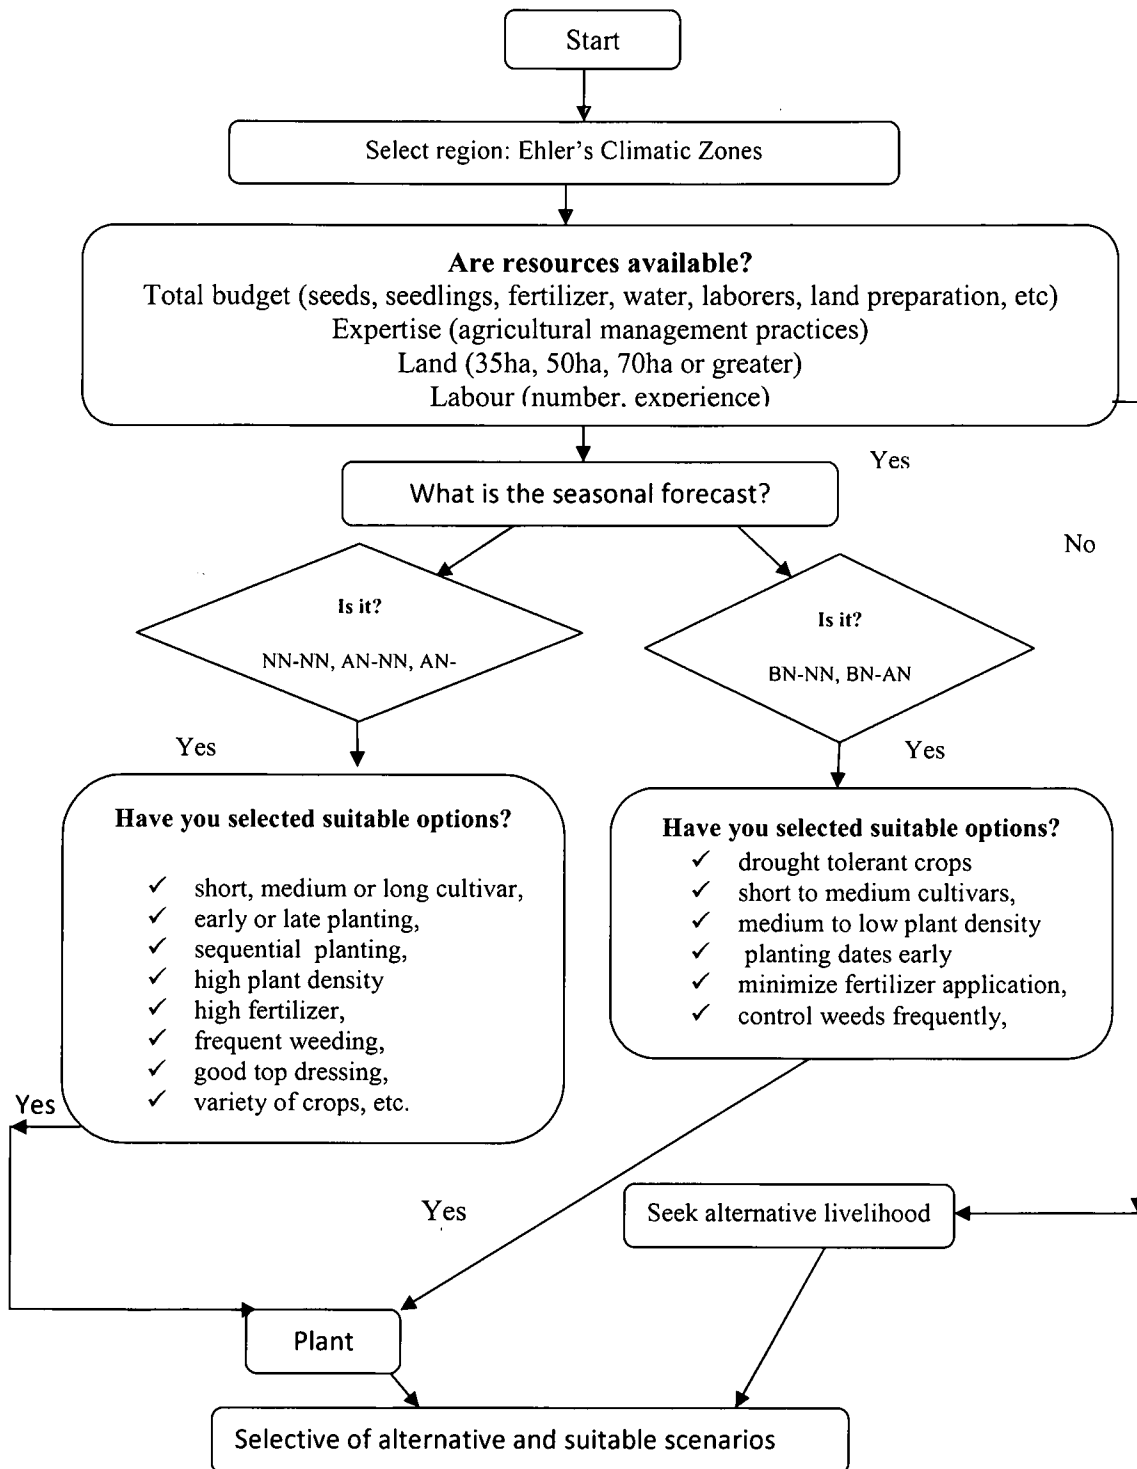 Start
Select region: Ehler's Climatic Zones
Are resources available?
Total budget (seeds, seedlings, fertilizer, water, laborers, land preparation, etc)
Expertise (agricultural management practices)
Land (35ha, 50ha, 70ha or greater)
Labour (number, experience)
Yes
What is the seasonal forecast?
No
Is it?
NN-NN, AN-NN, AN-
Is it?
BN-NN, BN-AN
Yes
Yes
Have you selected suitable options?
✓ short, medium or long cultivar,
✓ early or late planting,
✓ sequential planting,
✓ high plant density
✓ high fertilizer,
✓ frequent weeding,
✓ good top dressing,
✓ variety of crops, etc.
Have you selected suitable options?
✓ drought tolerant crops
✓ short to medium cultivars,
✓ medium to low plant density
✓ planting dates early
✓ minimize fertilizer application,
✓ control weeds frequently,
Yes
Yes
Seek alternative livelihood
Plant
Selective of alternative and suitable scenarios